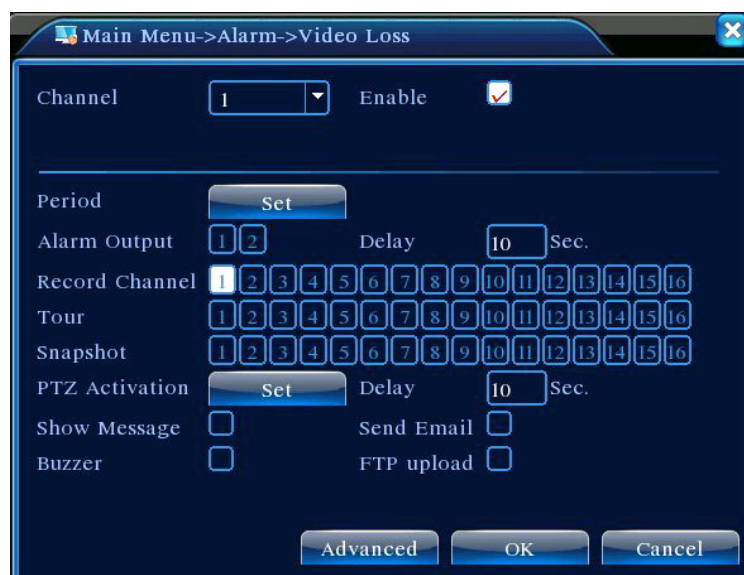 Main Menu->Alarm->Video Loss
Channel 1 Enable
Period Set
Alarm Output 1 2 Delay 10 Sec.
Record Channel 1 2 3 4 5 6 7 8 9 10 11 12 13 14 15 16
Tour 1 2 3 4 5 6 7 8 9 10 11 12 13 14 15 16
Snapshot 1 2 3 4 5 6 7 8 9 10 11 12 13 14 15 16
PTZ Activation Set Delay 10 Sec.
Show Message Send Email
Buzzer FTP upload
Advanced OK Cancel